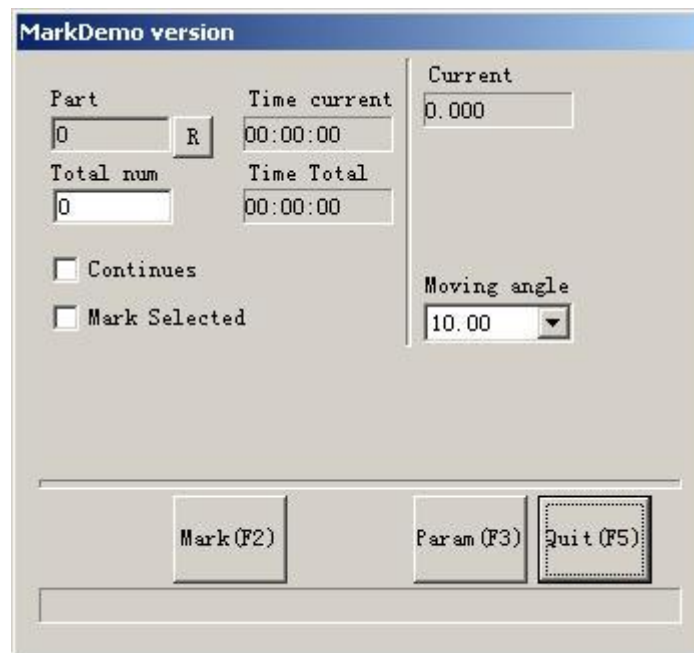 MarkDemo version
Part
0
R
Time current
00:00:00
Total num
0
Time Total
00:00:00
Continues
Mark Selected
Current
0.000
Moving angle
10.00
Mark(F2)
Param(F3)
Quit(F5)